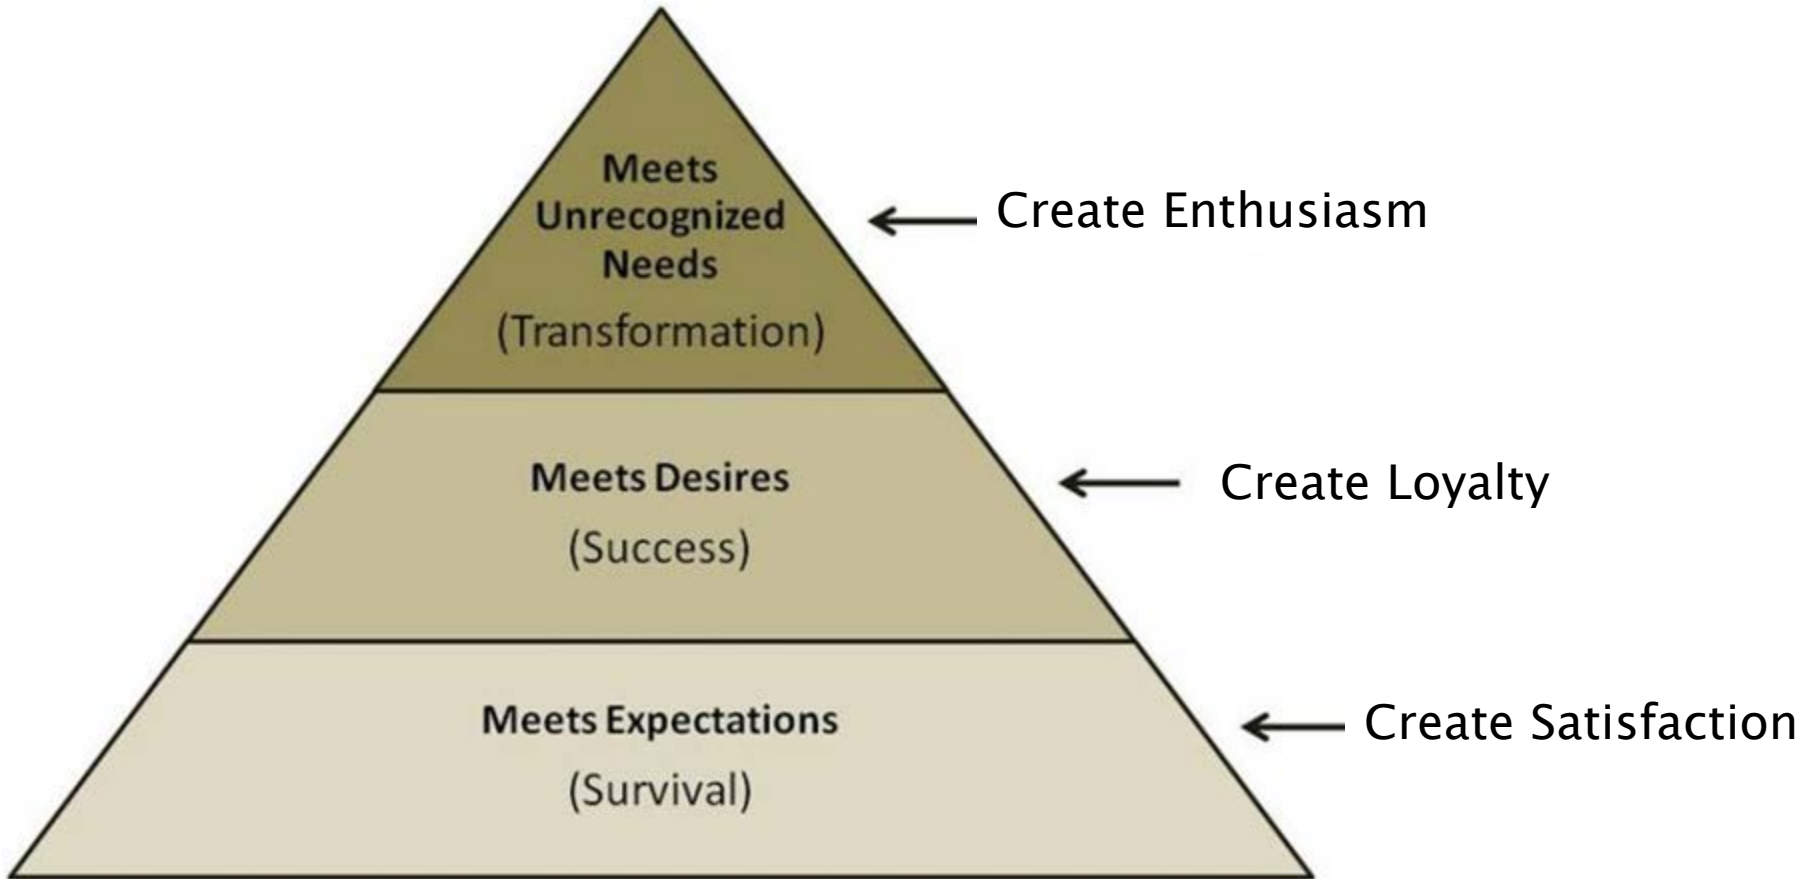 Meets
Unrecognized
Needs
(Transformation)
Create Enthusiasm
Meets Desires
(Success)
Create Loyalty
Meets Expectations
(Survival)
Create Satisfaction